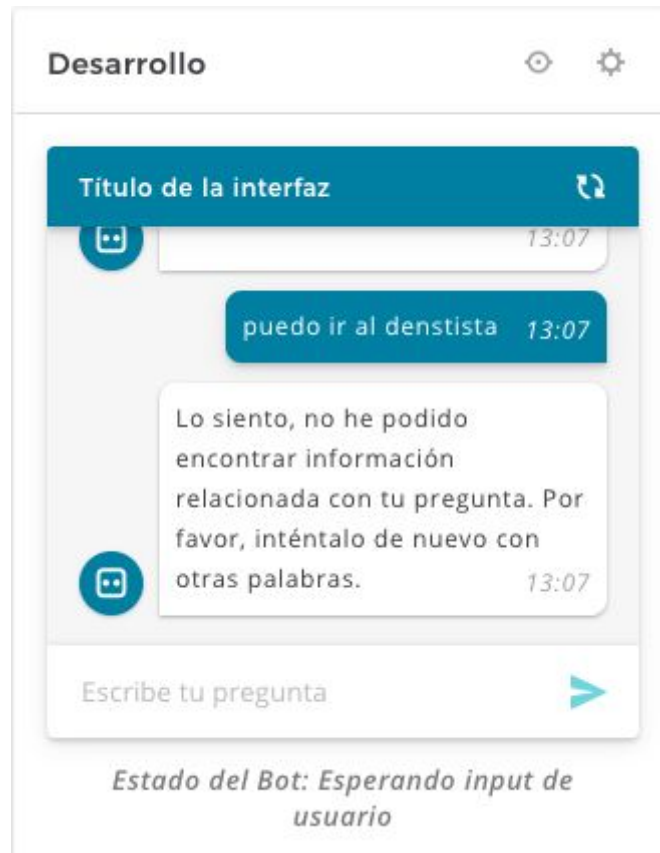 Desarrollo
Título de la interfaz
13:07
puedo ir al denstista 13:07
Lo siento, no he podido
encontrar información
relacionada con tu pregunta. Por
favor, inténtalo de nuevo con
otras palabras. 13:07
Escribe tu pregunta
Estado del Bot: Esperando input de
usuario